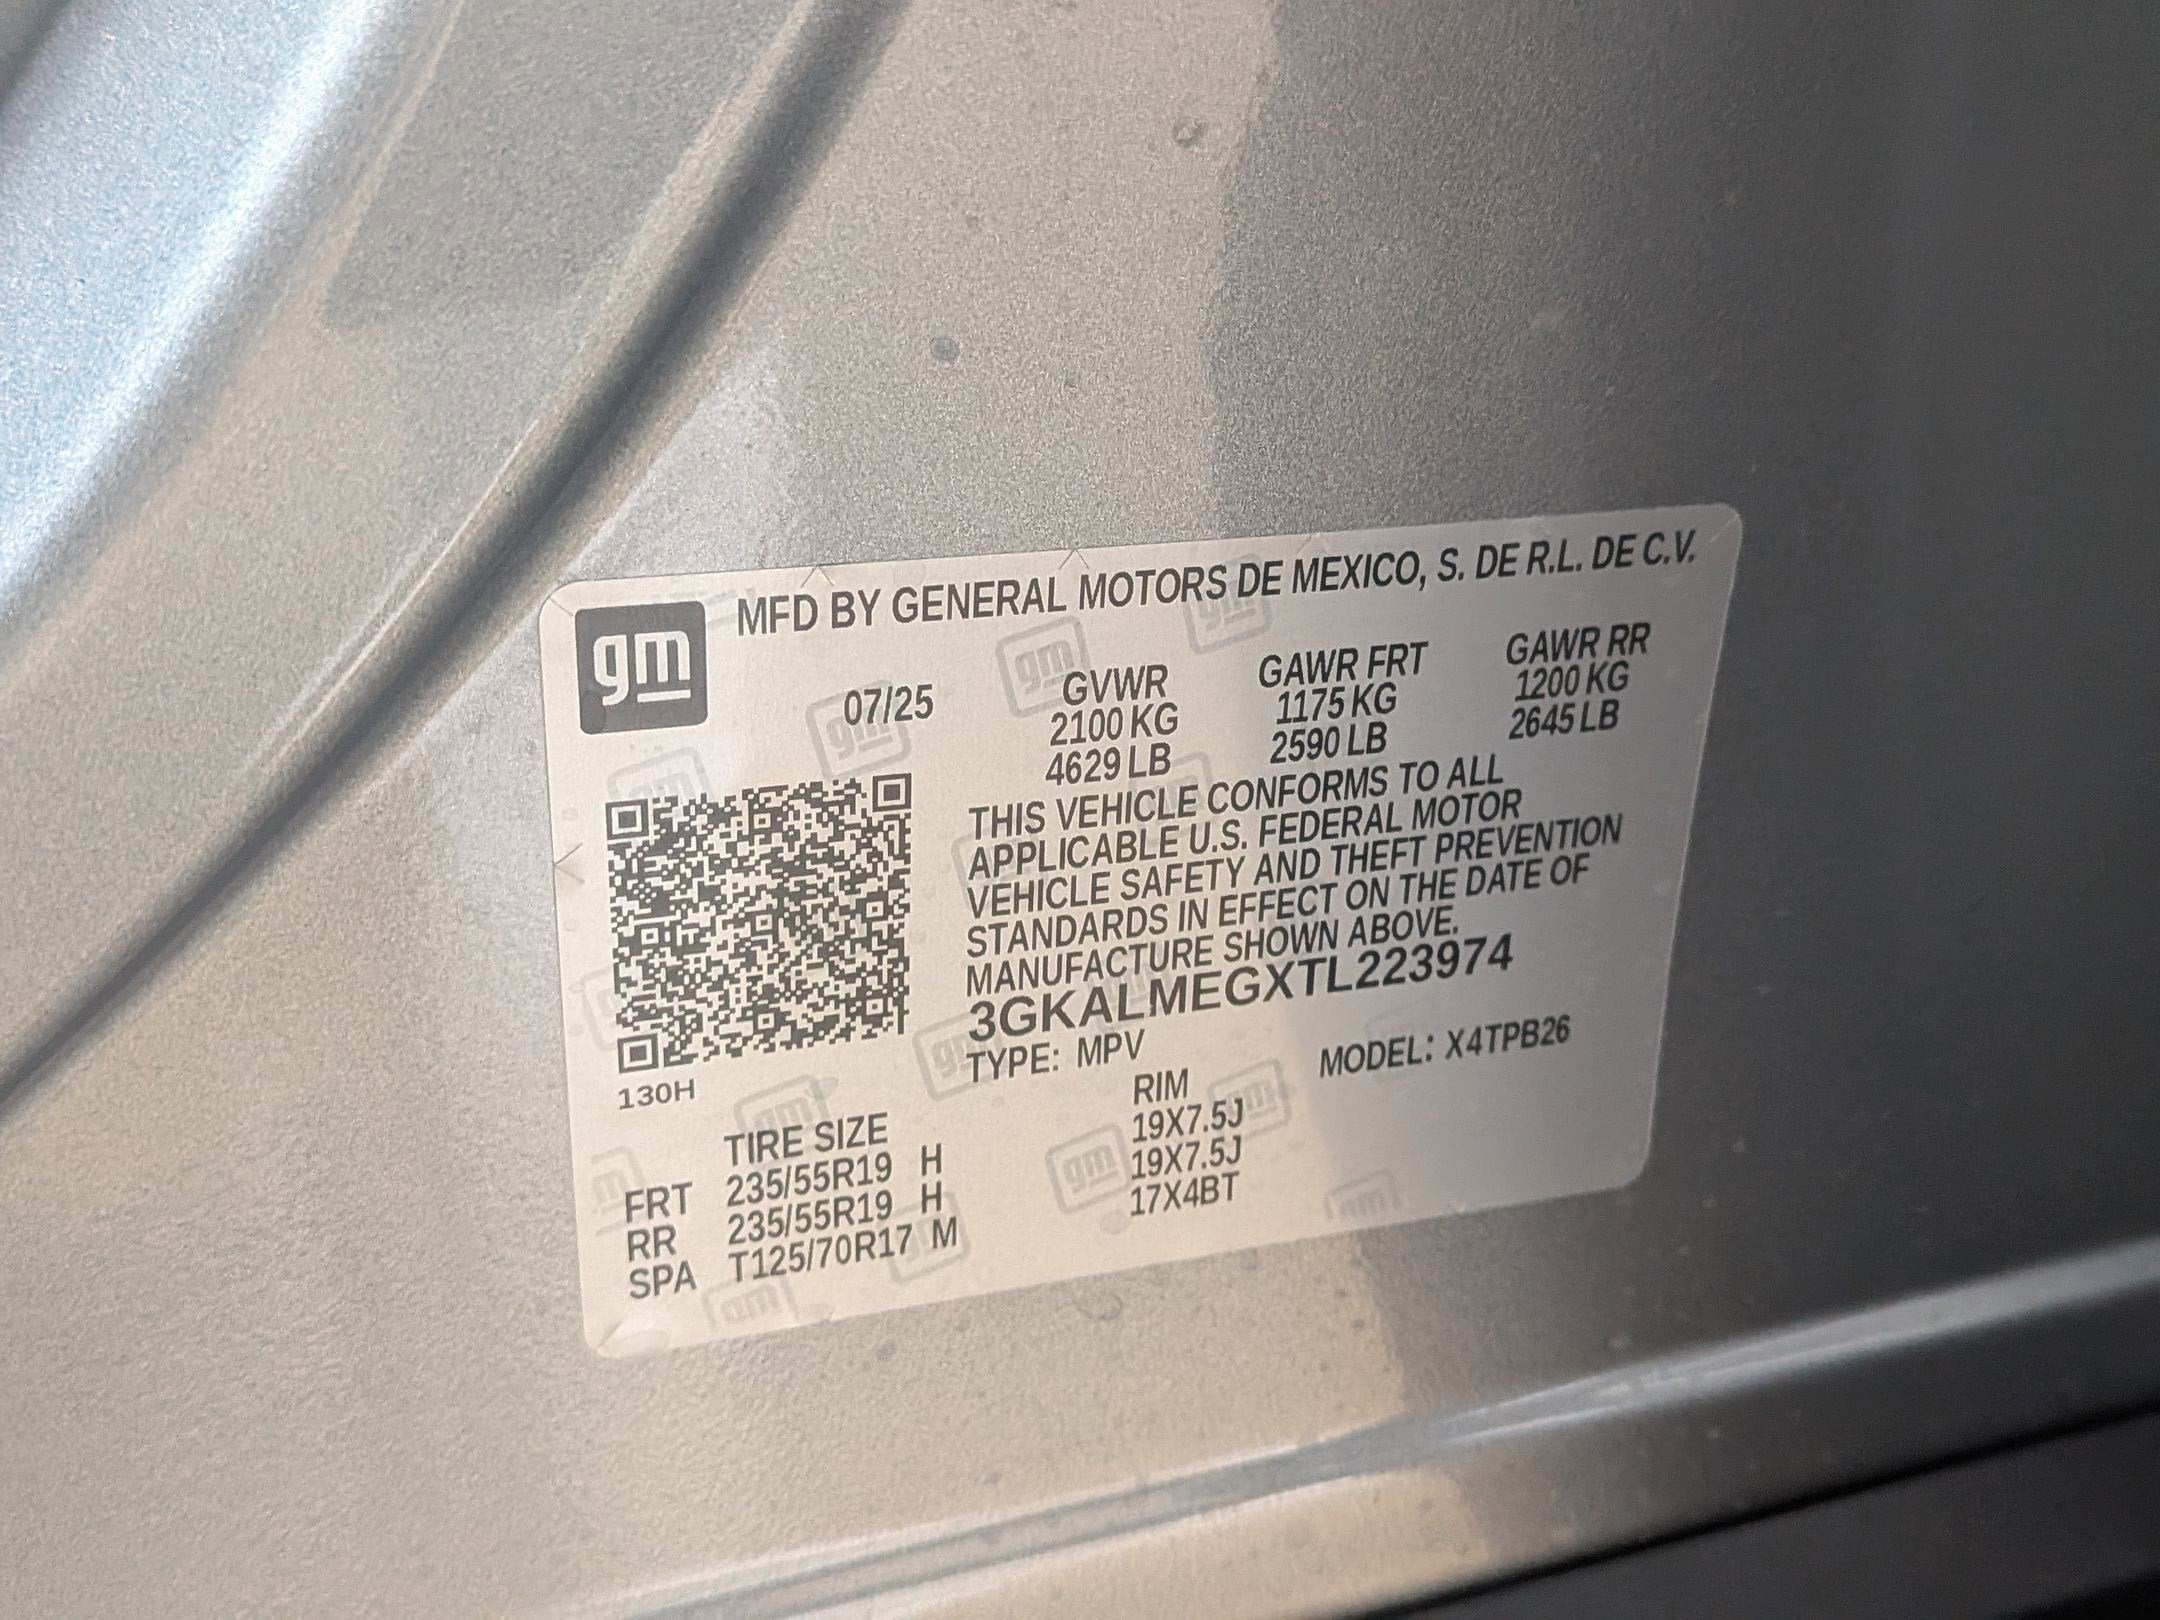 gm
MFD BY GENERAL MOTORS DE MEXICO, S. DE R.L. DE C.V.
07/25
GVWR
2100 KG
4629 LB
GAWR FRT
1175 KG
2590 LB
GAWR RR
1200 KG
2645 LB
THIS VEHICLE CONFORMS TO ALL
APPLICABLE U.S. FEDERAL MOTOR
VEHICLE SAFETY AND THEFT PREVENTION
STANDARDS IN EFFECT ON THE DATE OF
MANUFACTURE SHOWN ABOVE.
3GKALMEGXTL223974
TYPE: MPV
MODEL: X4TPB26
130H
TIRE SIZE
RIM
FRT 235/55R19 H 19X7.5J
RR 235/55R19 H 19X7.5J
SPA T125/70R17 M 17X4BT